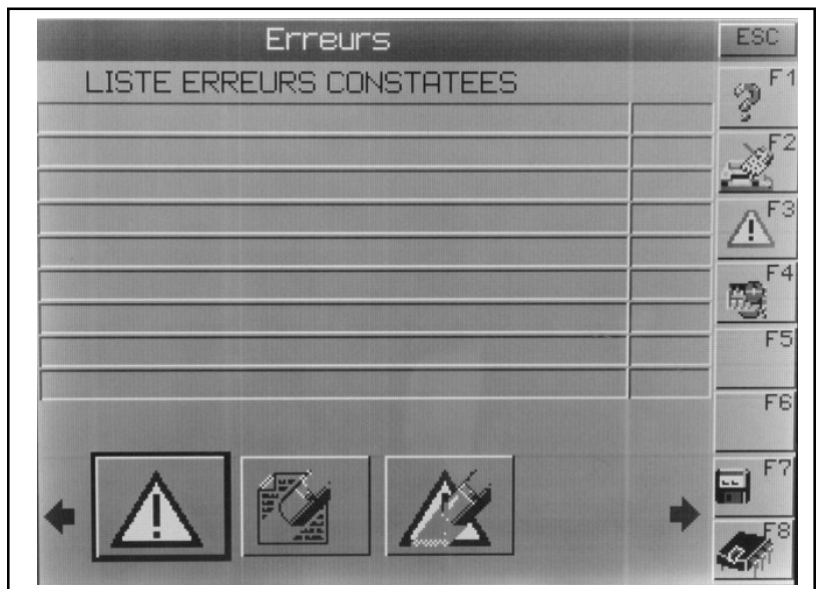 Erreurs
ESC
LISTE ERREURS CONSTATEES
F1
F2
F3
F4
F5
F6
F7
F8